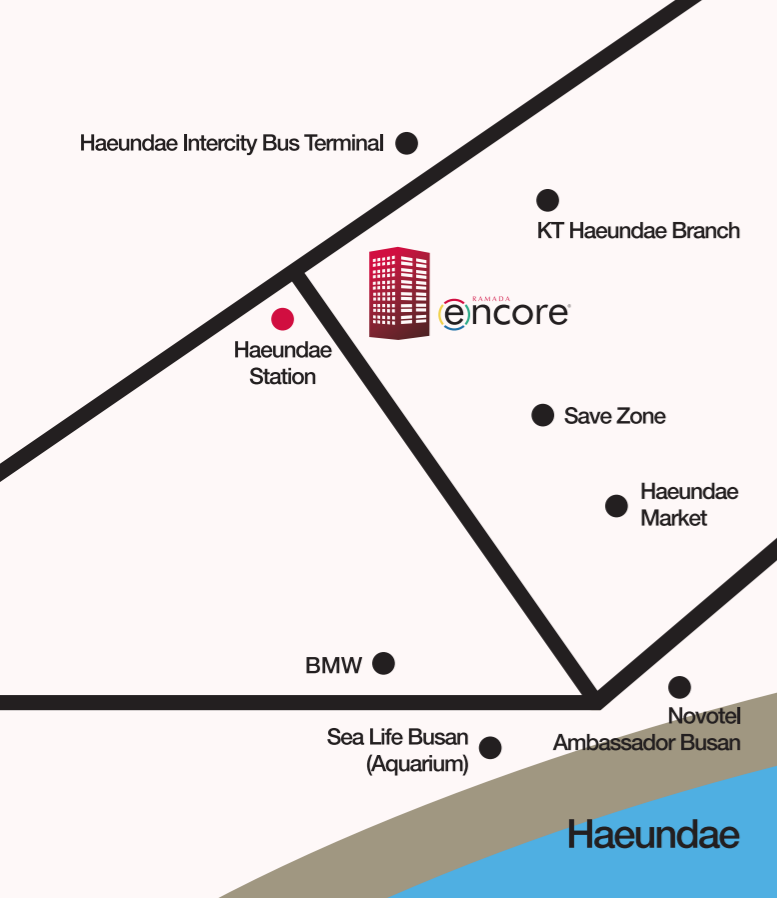 Haeundae Intercity Bus Terminal
KT Haeundae Branch
RAMADA
encore®
Haeundae
Station
Save Zone
Haeundae
Market
BMW
Novotel
Ambassador Busan
Sea Life Busan
(Aquarium)
Haeundae